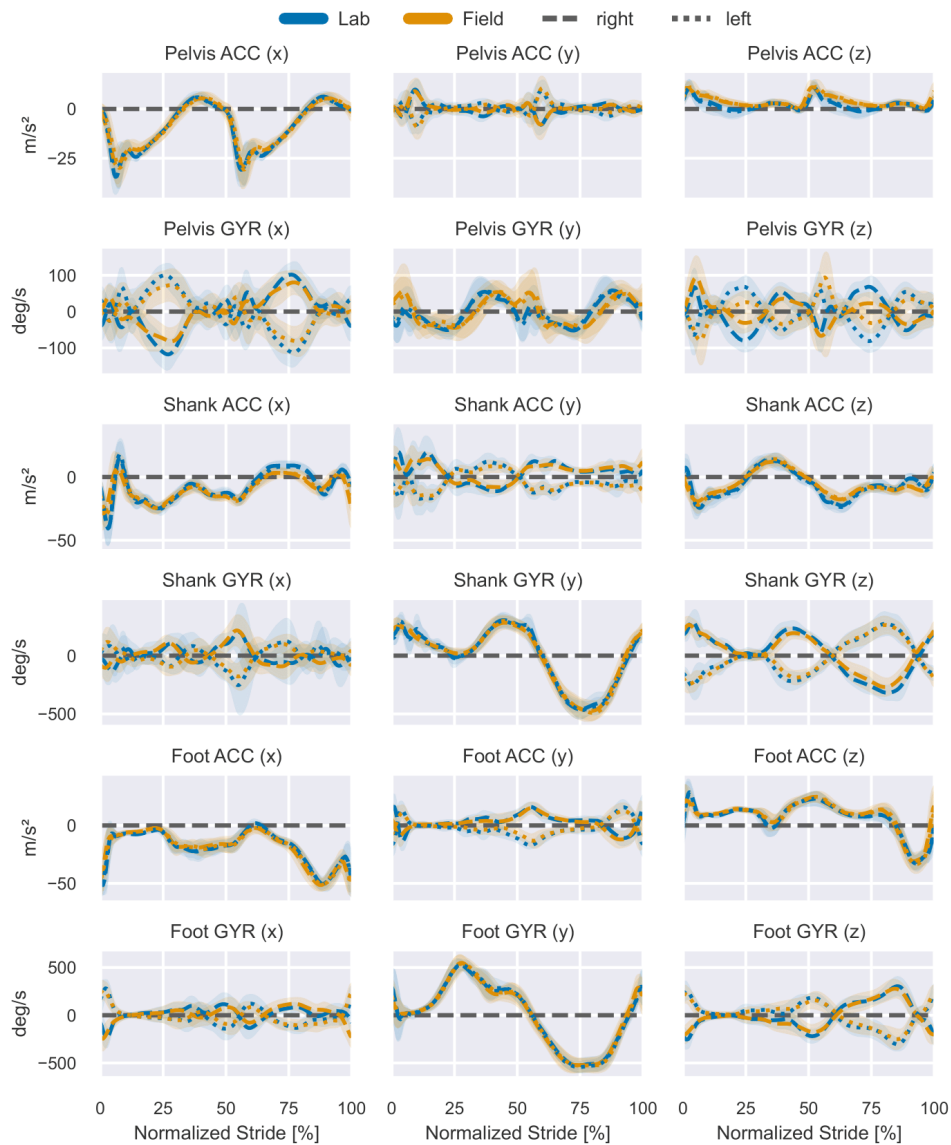 Lab Field right left
Pelvis ACC (x) Pelvis ACC (y) Pelvis ACC (z)
m/s²
0
−25
Pelvis GYR (x) Pelvis GYR (y) Pelvis GYR (z)
deg/s
100
0
−100
Shank ACC (x) Shank ACC (y) Shank ACC (z)
m/s²
0
−50
Shank GYR (x) Shank GYR (y) Shank GYR (z)
deg/s
0
−500
Foot ACC (x) Foot ACC (y) Foot ACC (z)
m/s²
0
−50
Foot GYR (x) Foot GYR (y) Foot GYR (z)
deg/s
500
0
−500
0 25 50 75 100 0 25 50 75 100 0 25 50 75 100
Normalized Stride [%] Normalized Stride [%] Normalized Stride [%]